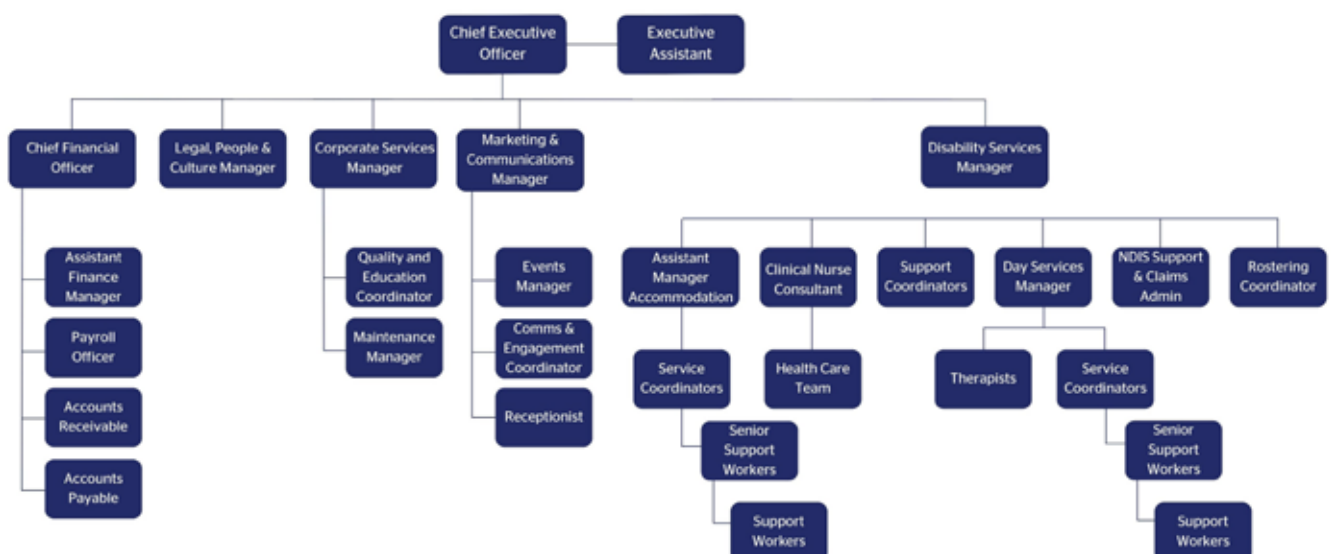 Chief Executive
Officer
Executive
Assistant
Chief Financial
Officer
Legal, People &
Culture Manager
Corporate Services
Manager
Marketing &
Communications
Manager
Disability Services
Manager
Assistant
Finance
Manager
Payroll
Officer
Accounts
Receivable
Accounts
Payable
Quality and
Education
Coordinator
Maintenance
Manager
Events
Manager
Comms &
Engagement
Coordinator
Receptionist
Assistant
Manager
Accommodation
Clinical Nurse
Consultant
Support
Coordinators
Day Services
Manager
NDIS Support
& Claims
Admin
Rostering
Coordinator
Service
Coordinators
Health Care
Team
Therapists
Service
Coordinators
Senior
Support
Workers
Senior
Support
Workers
Support
Workers
Support
Workers